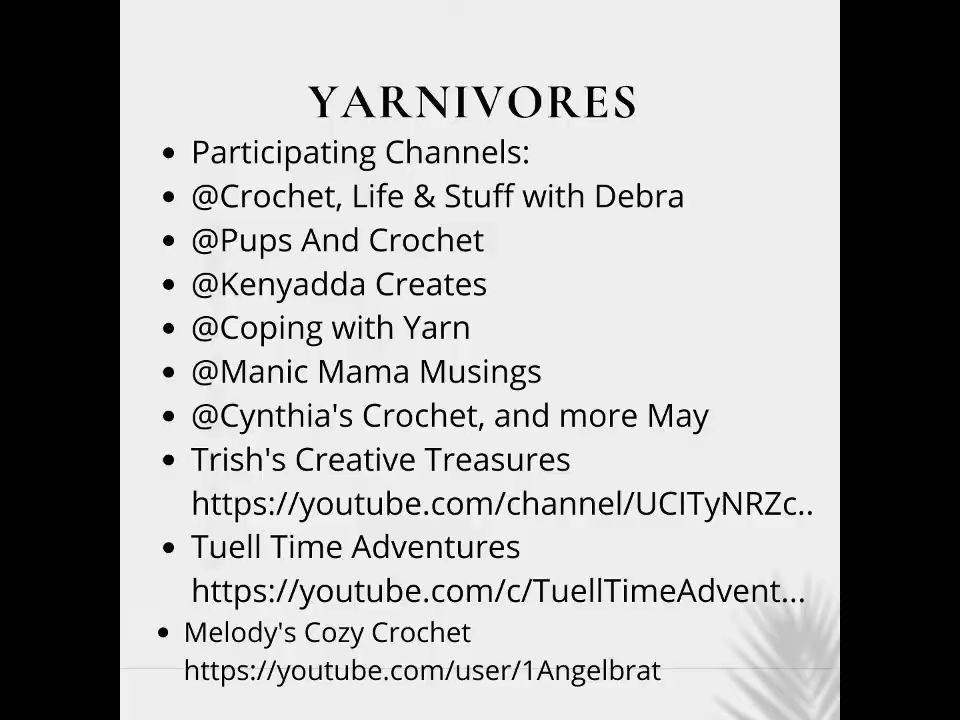 YARNIVORES
• Participating Channels:
• @Crochet, Life & Stuff with Debra
• @Pups And Crochet
• @Kenyadda Creates
• @Coping with Yarn
• @Manic Mama Musings
• @Cynthia's Crochet, and more May
• Trish's Creative Treasures
https://youtube.com/channel/UCITyNRZc..
• Tuell Time Adventures
https://youtube.com/c/TuellTimeAdvent...
• Melody's Cozy Crochet
https://youtube.com/user/1Angelbrat